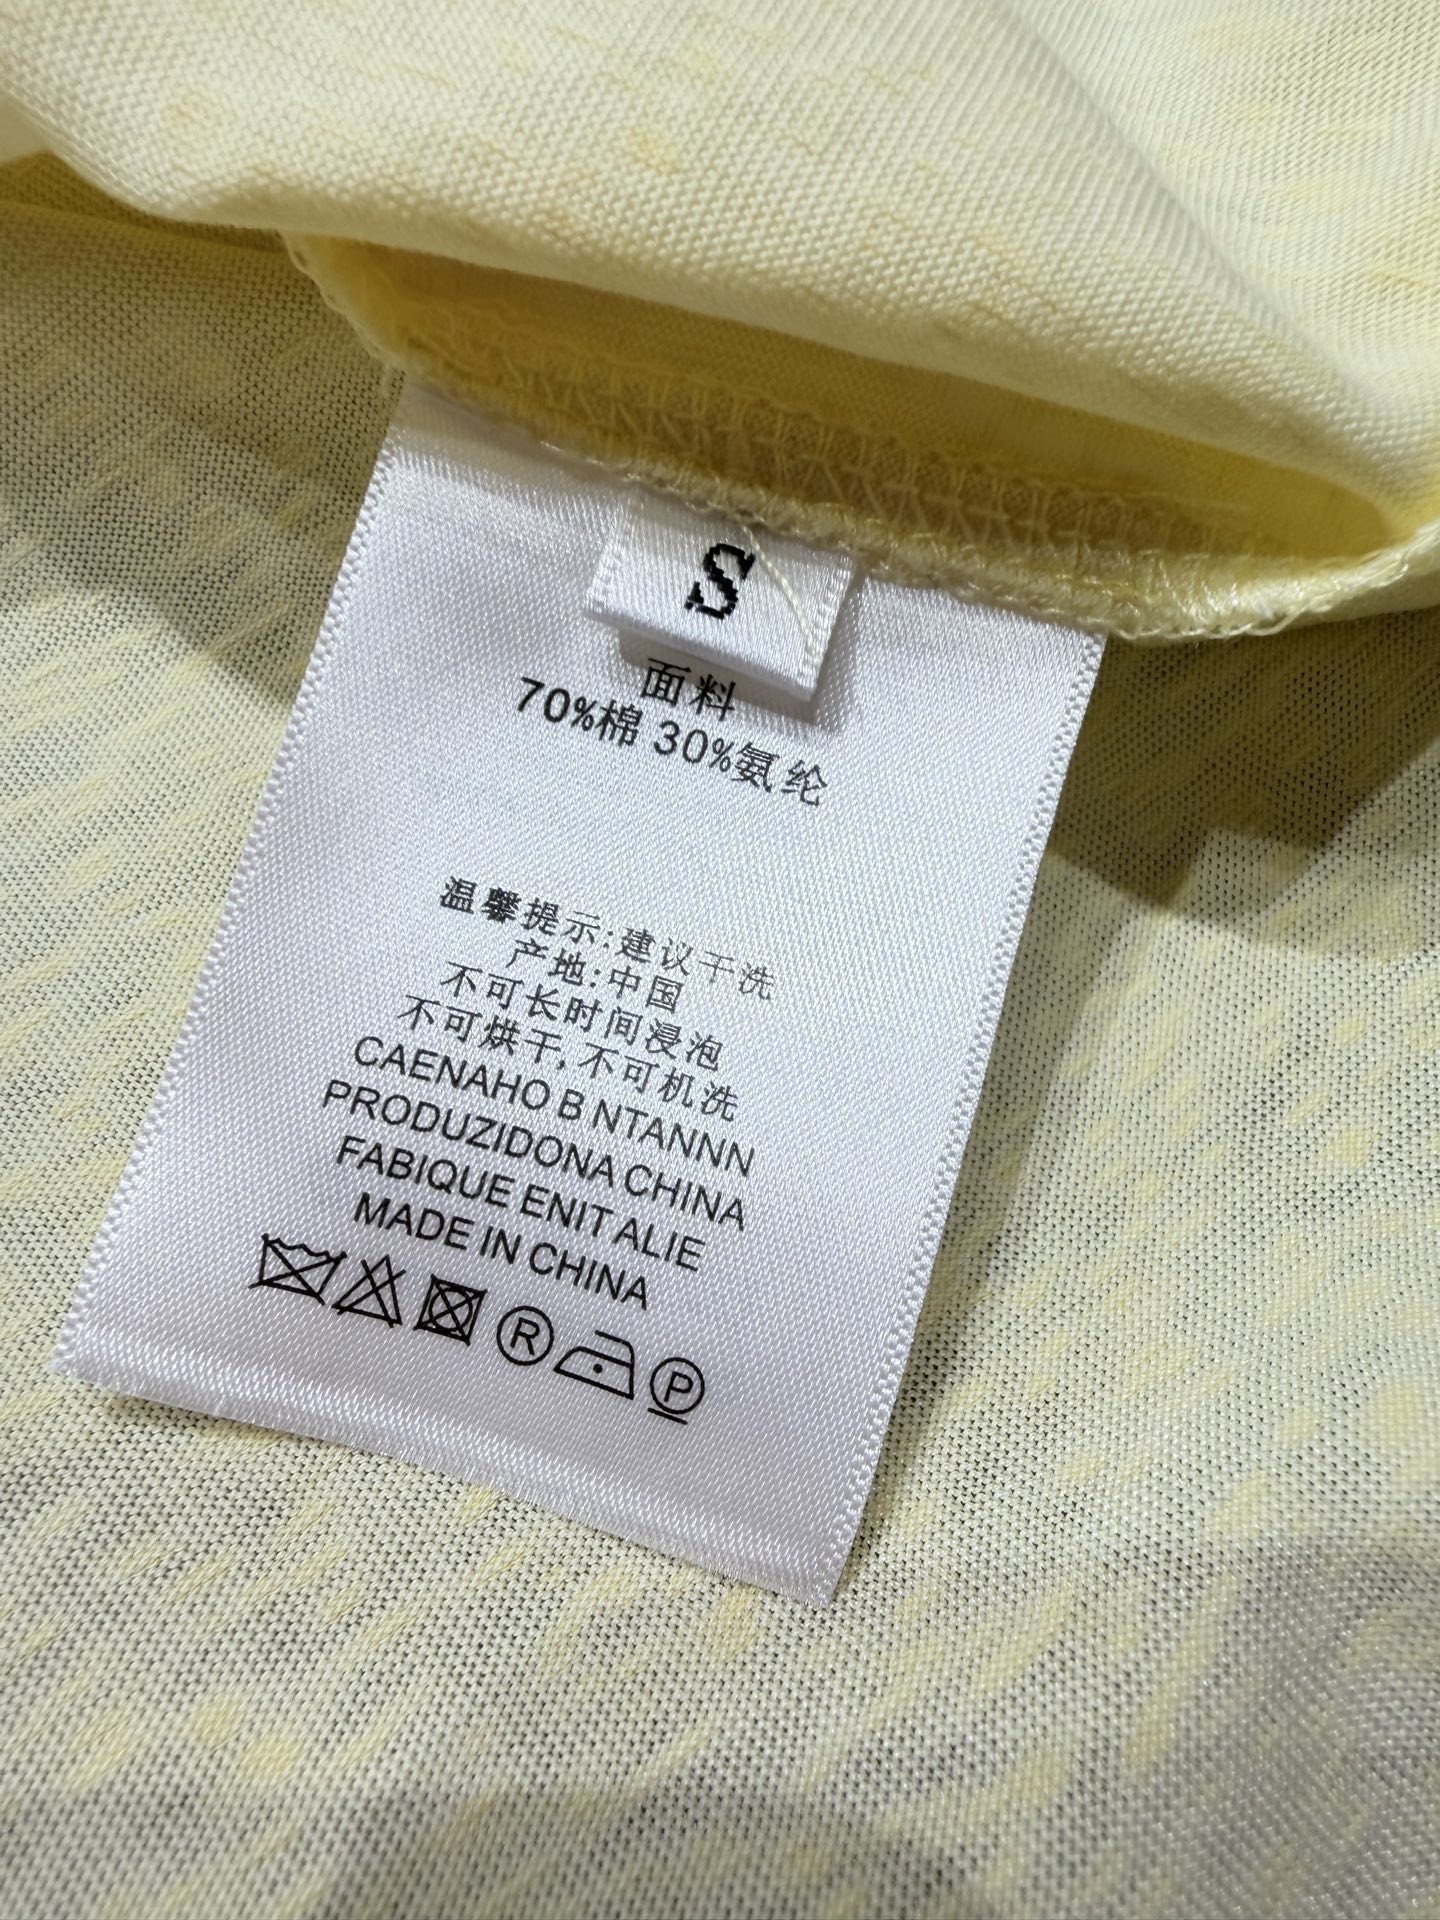 S
面料
70%棉 30%氨纶
温馨提示:建议干洗
产地:中国
不可长时间浸泡
不可烘干,不可机洗
CAENAHO B NTANNN
PRODUZIDONA CHINA
FABIQUE ENIT ALIE
MADE IN CHINA
R
P